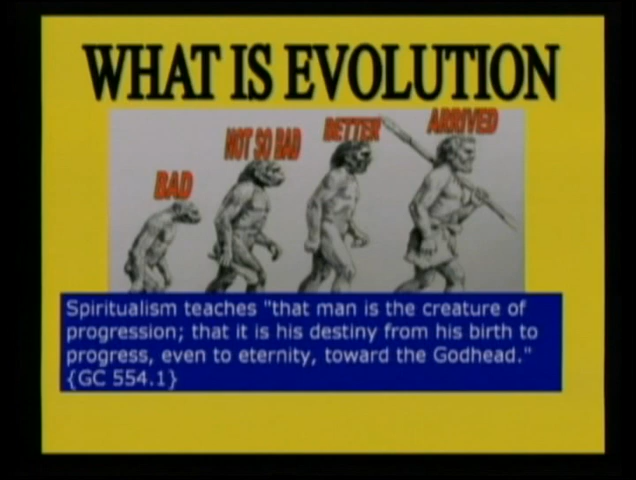 WHAT IS EVOLUTION
BAD
NOT SO BAD
BETTER
ARRIVED
Spiritualism teaches "that man is the creature of
progression; that it is his destiny from his birth to
progress, even to eternity, toward the Godhead."
{GC 554.1}